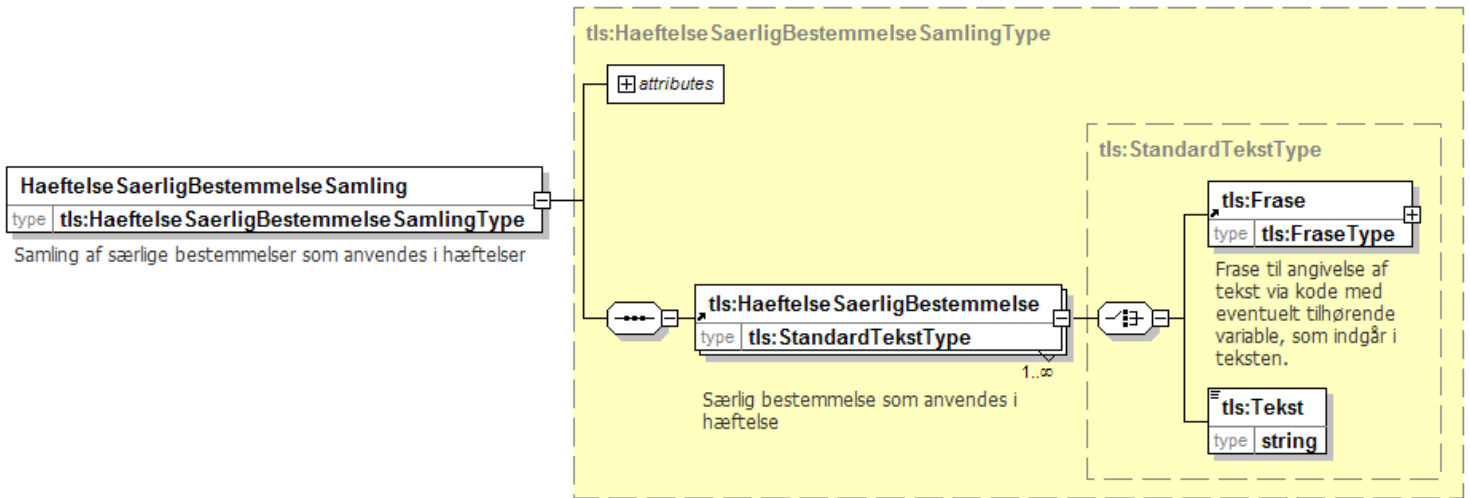 tls:HaeftelseSaerligBestemmelseSamlingType
attributes
tls:StandardTekstType
HaeftelseSaerligBestemmelseSamling
type tls:HaeftelseSaerligBestemmelseSamlingType
Samling af særlige bestemmelser som anvendes i hæftelser
tls:Frase
type tls:FraseType
Frase til angivelse af
tekst via kode med
eventuelt tilhørende
variable, som indgår i
teksten.
tls:HaeftelseSaerligBestemmelse
type tls:StandardTekstType
1..∞
Særlig bestemmelse som anvendes i
hæftelse
tls:Tekst
type string